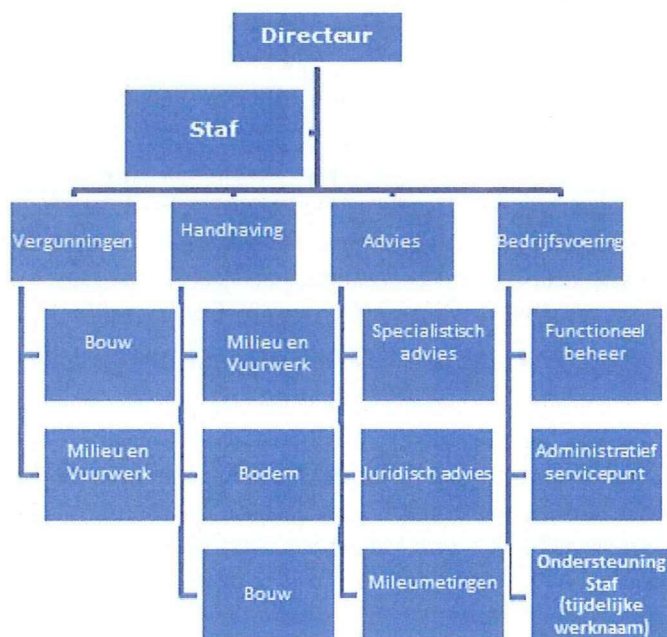 Directeur
Staf
Vergunningen
Handhaving
Advies
Bedrijfsvoering
Bouw
Milieu en
Vuurwerk
Milieu en
Vuurwerk
Bodem
Bouw
Specialistisch
advies
Juridisch advies
Mileumetingen
Functioneel
beheer
Administratief
servicepunt
Ondersteuning
Staf
(tijdelijke
werknaam)